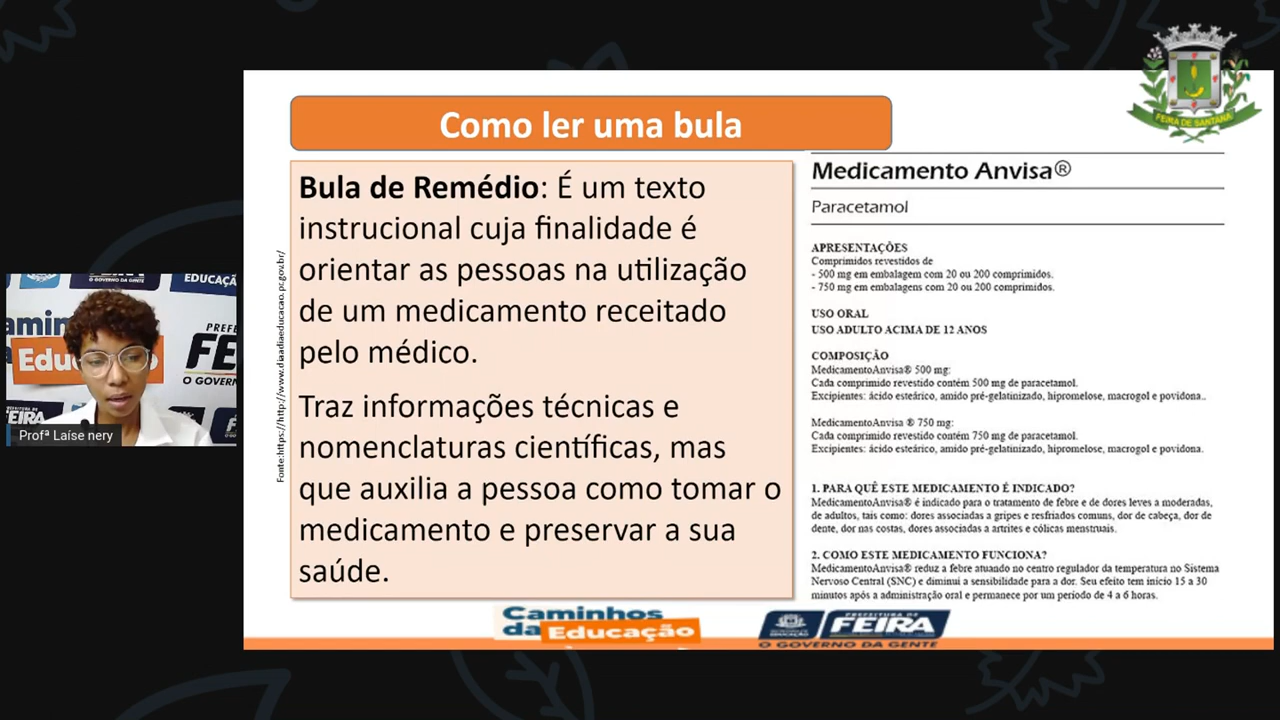 FEIRA DE SANTANA
Como ler uma bula
Bula de Remédio: É um texto
instrucional cuja finalidade é
orientar as pessoas na utilização
de um medicamento receitado
pelo médico.
Traz informações técnicas e
nomenclaturas científicas, mas
que auxilia a pessoa como tomar o
medicamento e preservar a sua
saúde.
Fonte:https://http://www.diaadiaeducacao.pr.gov.br/
Medicamento Anvisa®
Paracetamol
APRESENTAÇÕES
Comprimidos revestidos de
- 500 mg em embalagem com 20 ou 200 comprimidos.
- 750 mg em embalagens com 20 ou 200 comprimidos.
USO ORAL
USO ADULTO ACIMA DE 12 ANOS
COMPOSIÇÃO
MedicamentoAnvisa® 500 mg:
Cada comprimido revestido contém 500 mg de paracetamol.
Excipientes: ácido esteárico, amido pré-gelatinizado, hipromelose, macrogol e povidona..
MedicamentoAnvisa ® 750 mg:
Cada comprimido revestido contém 750 mg de paracetamol.
Excipientes: ácido esteárico, amido pré-gelatinizado, hipromelose, macrogol e povidona.
1. PARA QUÊ ESTE MEDICAMENTO É INDICADO?
MedicamentoAnvisa® é indicado para o tratamento de febre e de dores leves a moderadas,
de adultos, tais como: dores associadas a gripes e resfriados comuns, dor de cabeça, dor de
dente, dor nas costas, dores associadas a artrites e cólicas menstruais.
2. COMO ESTE MEDICAMENTO FUNCIONA?
MedicamentoAnvisa® reduz a febre atuando no centro regulador da temperatura no Sistema
Nervoso Central (SNC) e diminui a sensibilidade para a dor. Seu efeito tem início 15 a 30
minutos após a administração oral e permanece por um período de 4 a 6 horas.
Caminhos
da Educação
PREFEITURA DE
FEIRA
EDUCAÇÃO
O GOVERNO DA GENTE
O GOVERNO DA GENTE
EDUCAÇÃO
amin
Educ
o
PREFE
FE
O GOVERN
FEIRA
Profª Laíse nery